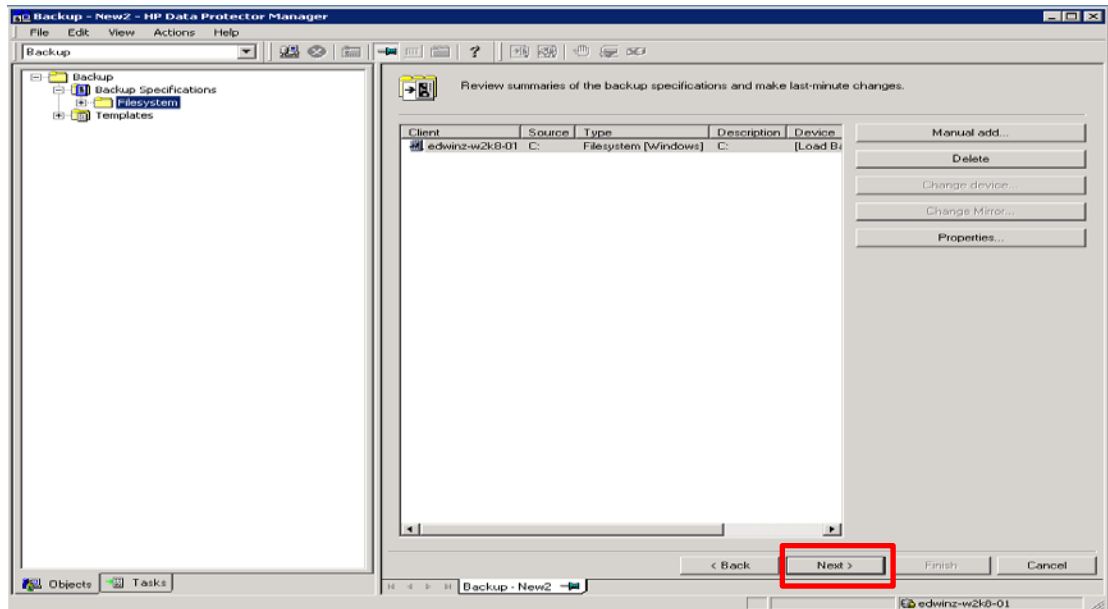 Backup - New2 - HP Data Protector Manager
File Edit View Actions Help
Backup
Backup
Backup Specifications
Filesystem
Templates
Review summaries of the backup specifications and make last-minute changes.
Client Source Type Description Device
edwinz-w2k8-01 C: Filesystem [Windows] C: [Load Ba
Manual add...
Delete
Change device...
Change Mirror...
Properties...
< Back Next > Finish Cancel
Objects Tasks
Backup - New2
edwinz-w2k8-01